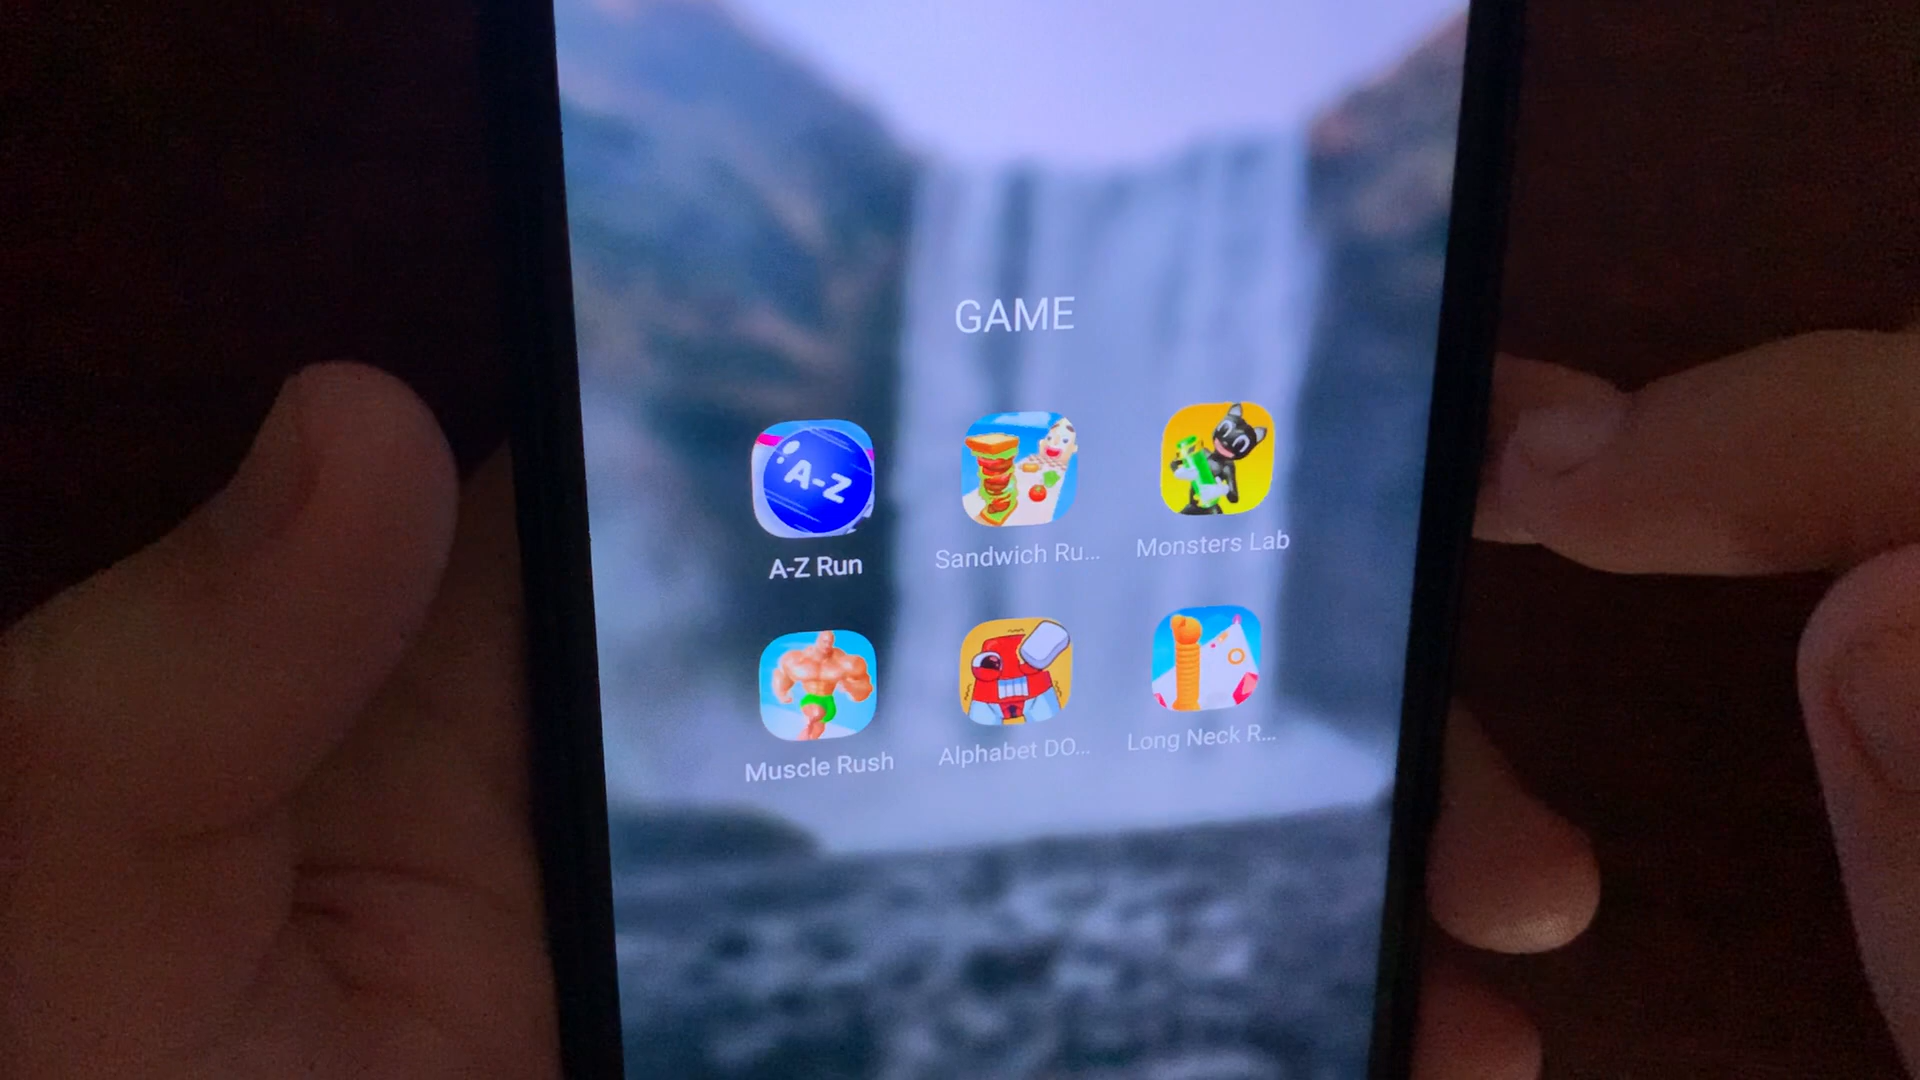 GAME
A-Z
A-Z Run
Sandwich Ru...
Monsters Lab
Muscle Rush
Alphabet DO...
Long Neck R...